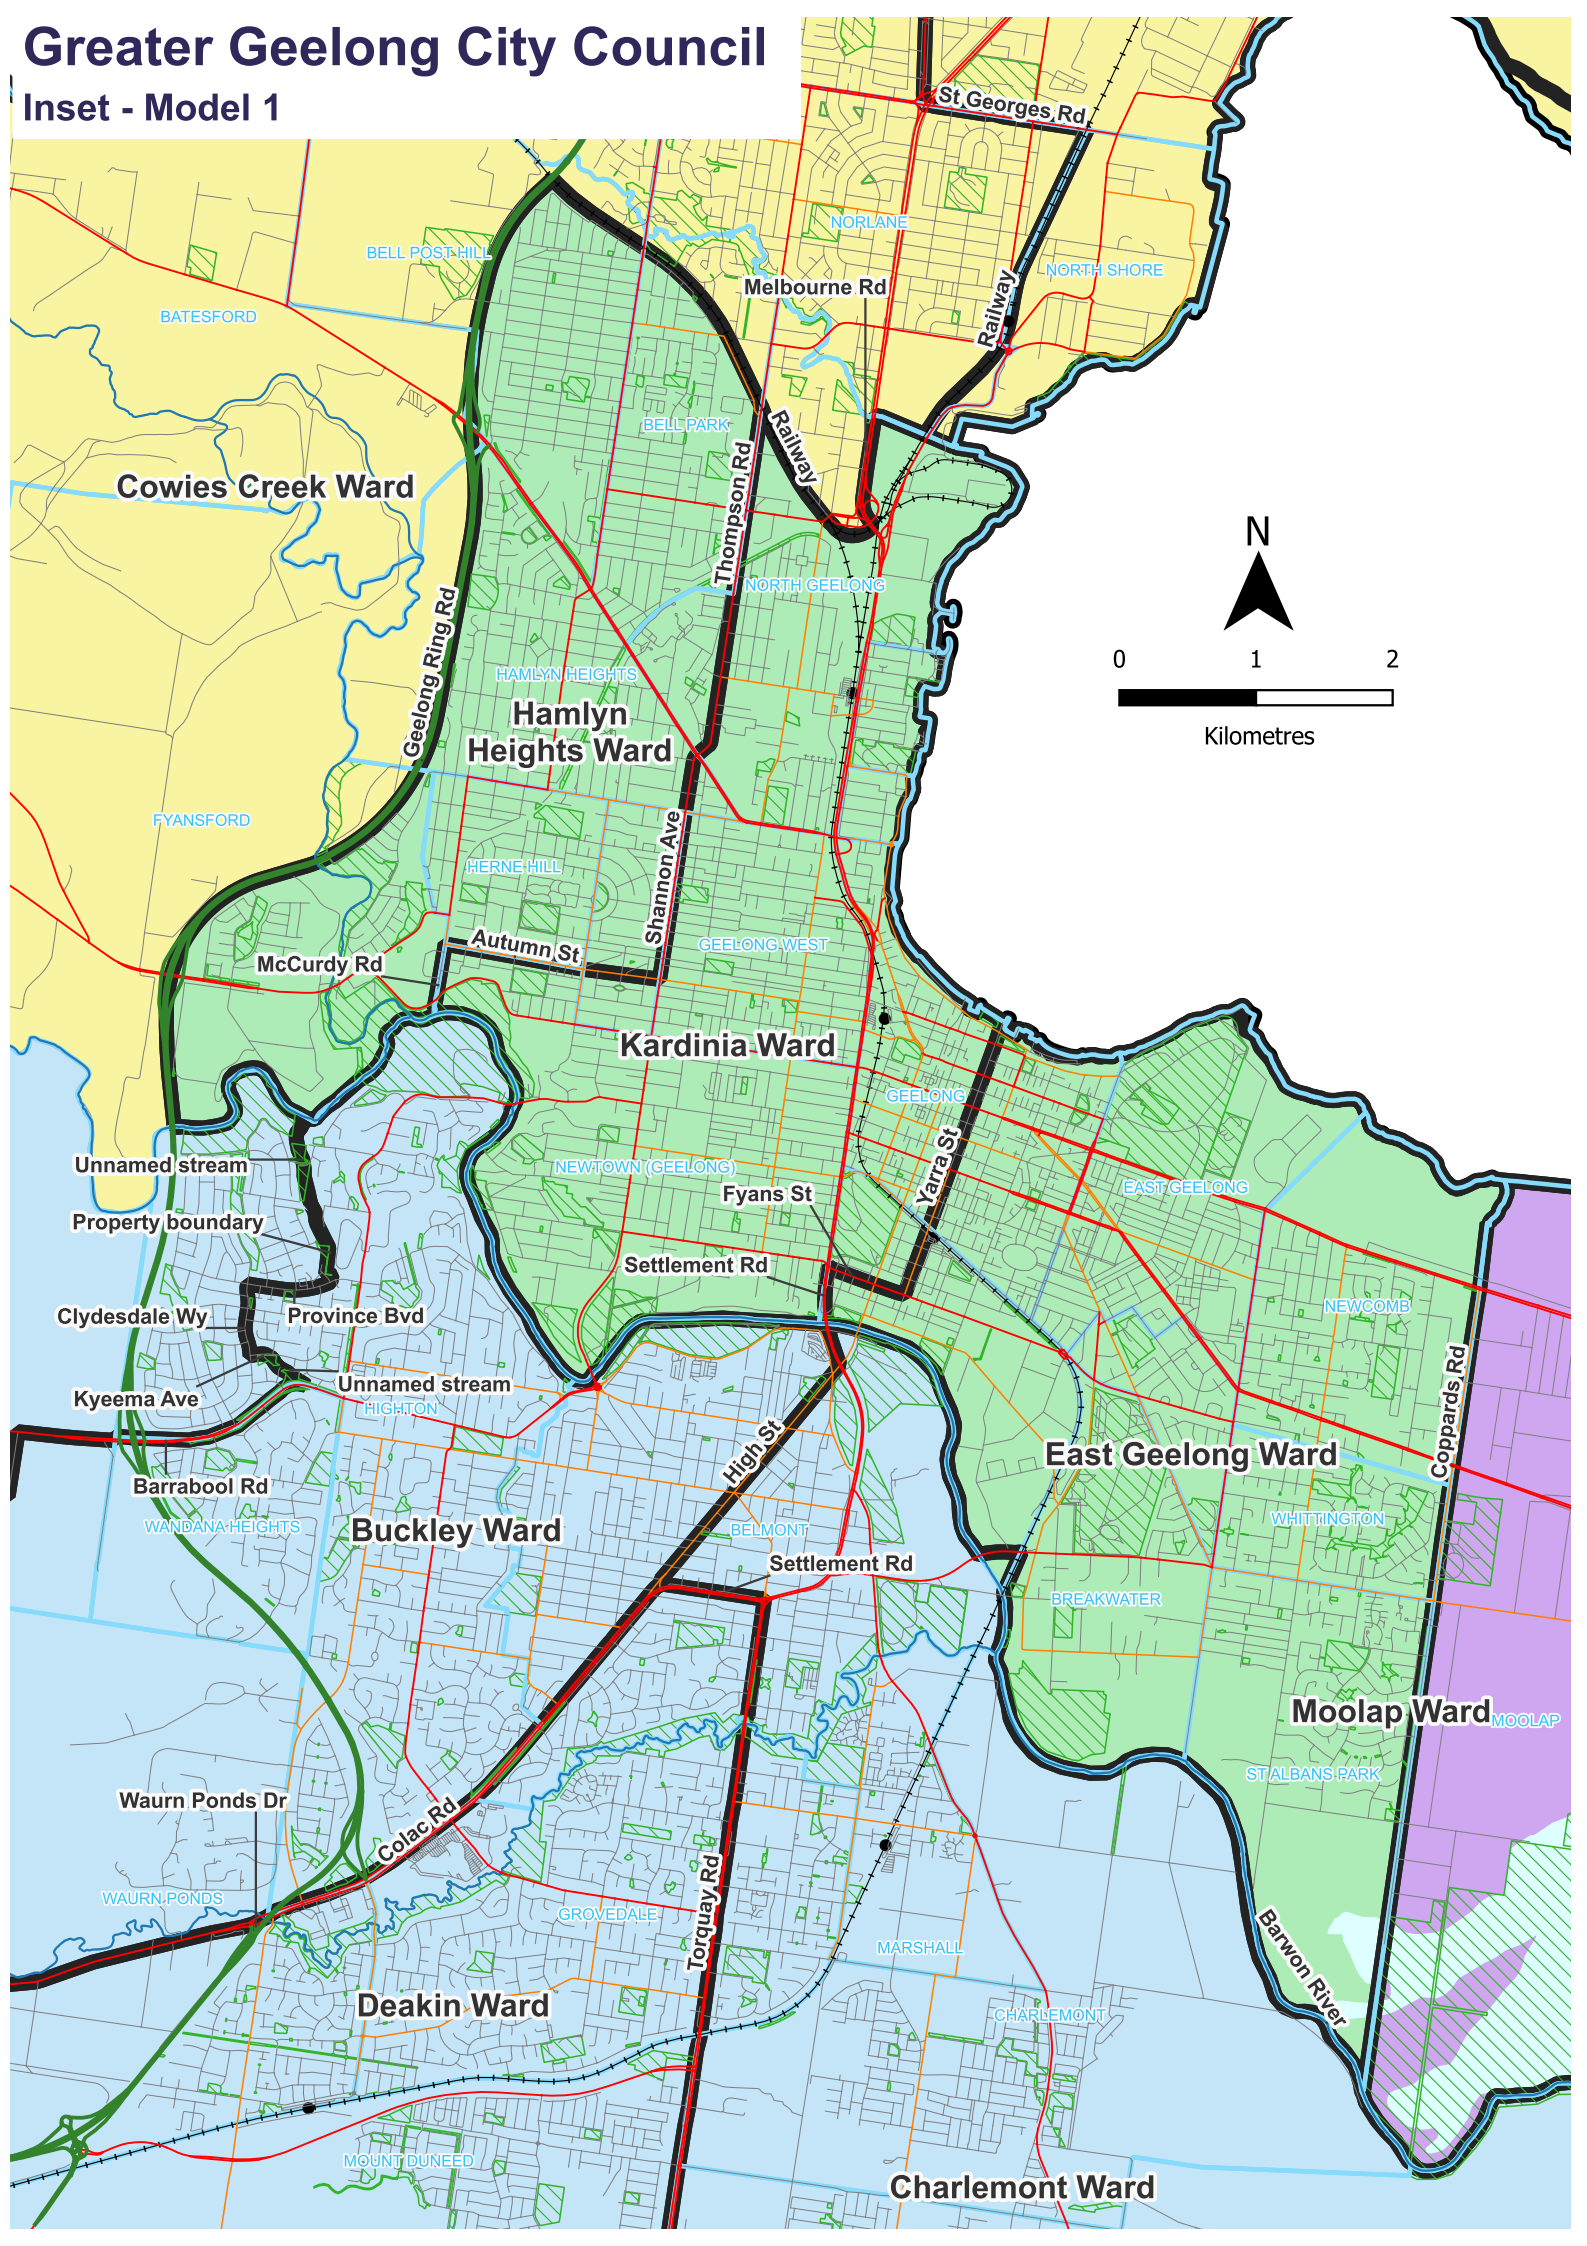 Greater Geelong City Council
Inset - Model 1
St Georges Rd
NORLANE
BELL POST HILL
NORTH SHORE
Melbourne Rd
Railway
BATESFORD
BELL PARK
Railway
Thompson Rd
Cowies Creek Ward
N
0 1 2
Kilometres
NORTH GEELONG
Geelong Ring Rd
HAMLYN HEIGHTS
Hamlyn
Heights Ward
FYANSFORD
HERNE HILL
Shannon Ave
Autumn St
GEELONG WEST
McCurdy Rd
Kardinia Ward
GEELONG
Yarra St
Unnamed stream
NEWTOWN (GEELONG)
EAST GEELONG
Fyans St
Property boundary
Settlement Rd
Clydesdale Wy
Province Bvd
NEWCOMB
Kyeema Ave
Unnamed stream
HIGHTON
Coppards Rd
High St
East Geelong Ward
Barrabool Rd
WANDANA HEIGHTS
Buckley Ward
BELMONT
WHITTINGTON
Settlement Rd
BREAKWATER
Moolap Ward
MOOLAP
ST ALBANS PARK
Waurn Ponds Dr
Colac Rd
WAURN PONDS
GROVEDALE
Torquay Rd
MARSHALL
Barwon River
Deakin Ward
CHARLEMONT
MOUNT DUNEED
Charlemont Ward